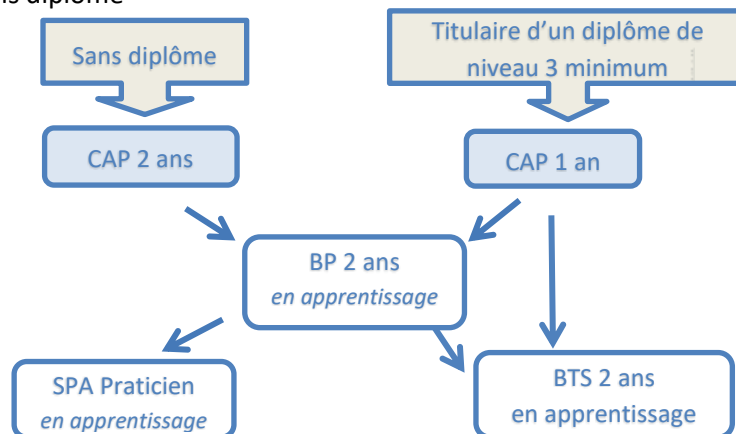 diplôme
Sans diplôme
Titulaire d'un diplôme de
niveau 3 minimum
CAP 2 ans
CAP 1 an
BP 2 ans
en apprentissage
SPA Praticien
en apprentissage
BTS 2 ans
en apprentissage